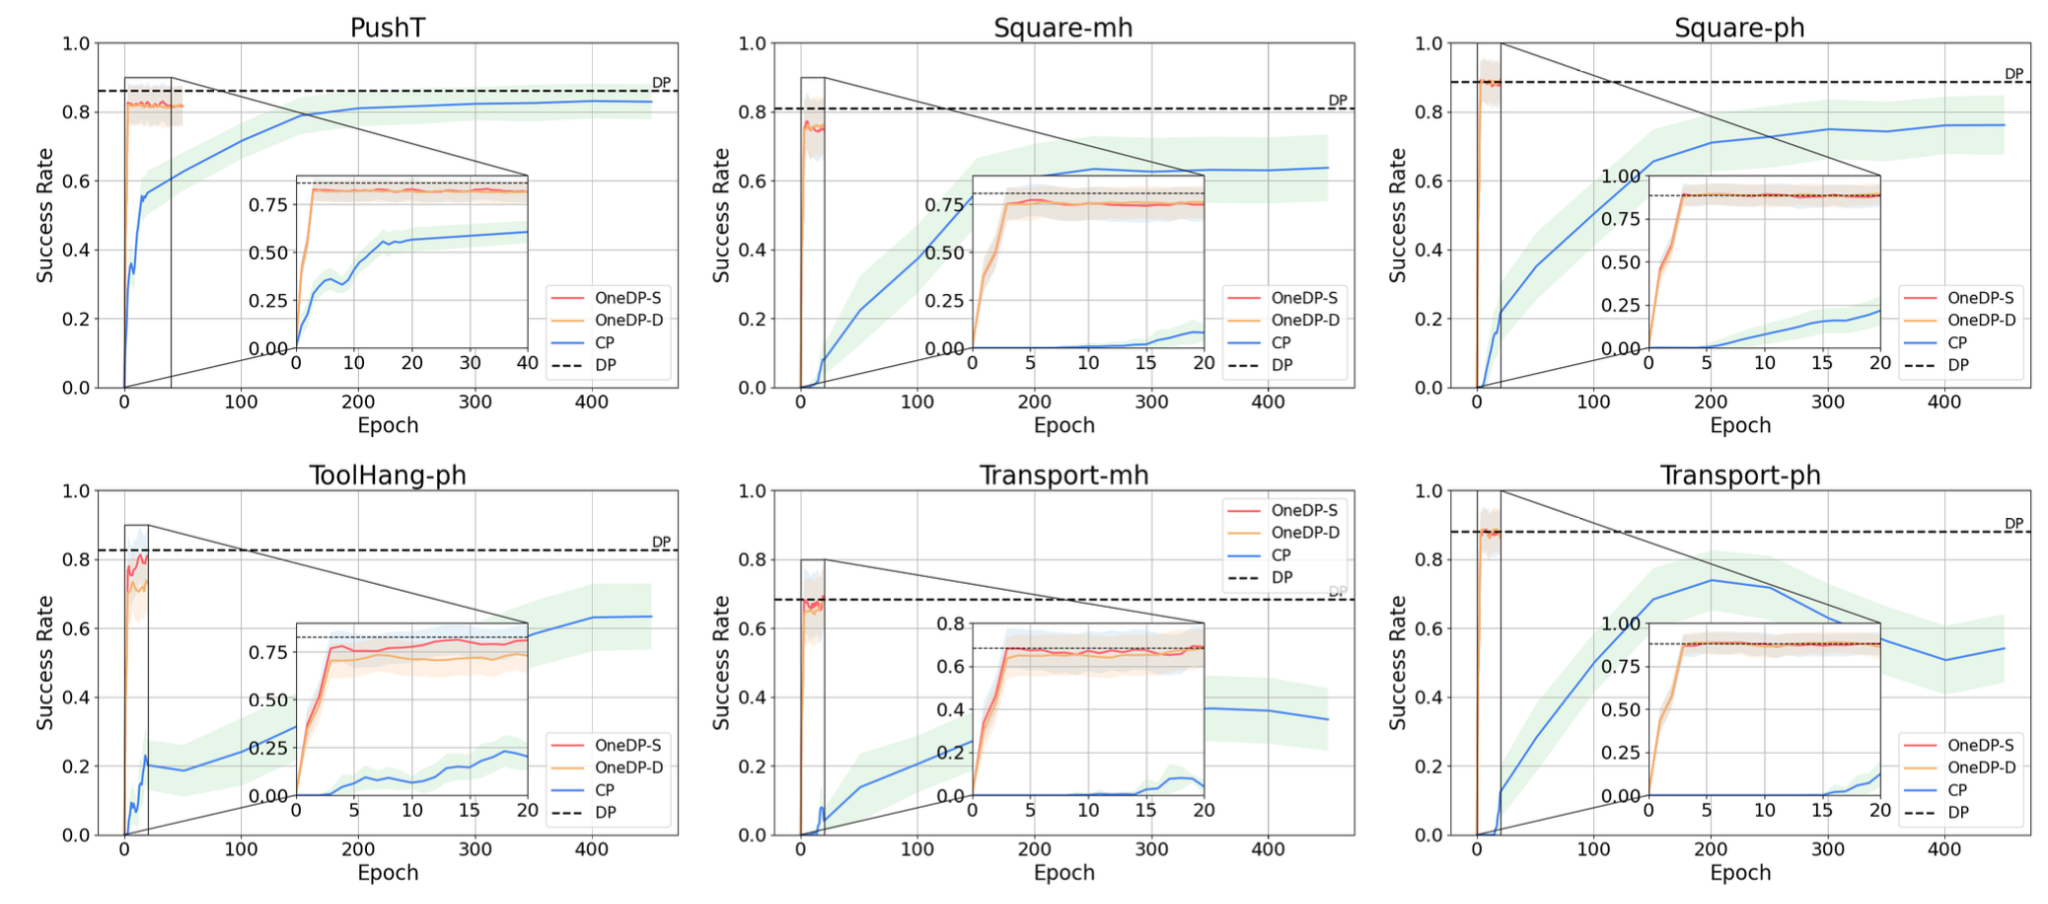 PushT
Success Rate
1.0
0.8
0.6
0.4
0.2
0.0
DP
0.75
0.50
0.25
0.00
0 10 20 30 40
OneDP-S
OneDP-D
CP
DP
0 100 200 300 400
Epoch
Square-mh
Success Rate
1.0
0.8
0.6
0.4
0.2
0.0
DP
0.75
0.50
0.25
0.00
0 5 10 15 20
OneDP-S
OneDP-D
CP
DP
0 100 200 300 400
Epoch
Square-ph
Success Rate
1.0
0.8
0.6
0.4
0.2
0.0
DP
1.00
0.75
0.50
0.25
0.00
0 5 10 15 20
OneDP-S
OneDP-D
CP
DP
0 100 200 300 400
Epoch
ToolHang-ph
Success Rate
1.0
0.8
0.6
0.4
0.2
0.0
DP
0.75
0.50
0.25
0.00
0 5 10 15 20
OneDP-S
OneDP-D
CP
DP
0 100 200 300 400
Epoch
Transport-mh
Success Rate
1.0
0.8
0.6
0.4
0.2
0.0
OneDP-S
OneDP-D
CP
DP
DP
0.8
0.6
0.4
0.2
0.0
0 5 10 15 20
0 100 200 300 400
Epoch
Transport-ph
Success Rate
1.0
0.8
0.6
0.4
0.2
0.0
DP
1.00
0.75
0.50
0.25
0.00
0 5 10 15 20
OneDP-S
OneDP-D
CP
DP
0 100 200 300 400
Epoch